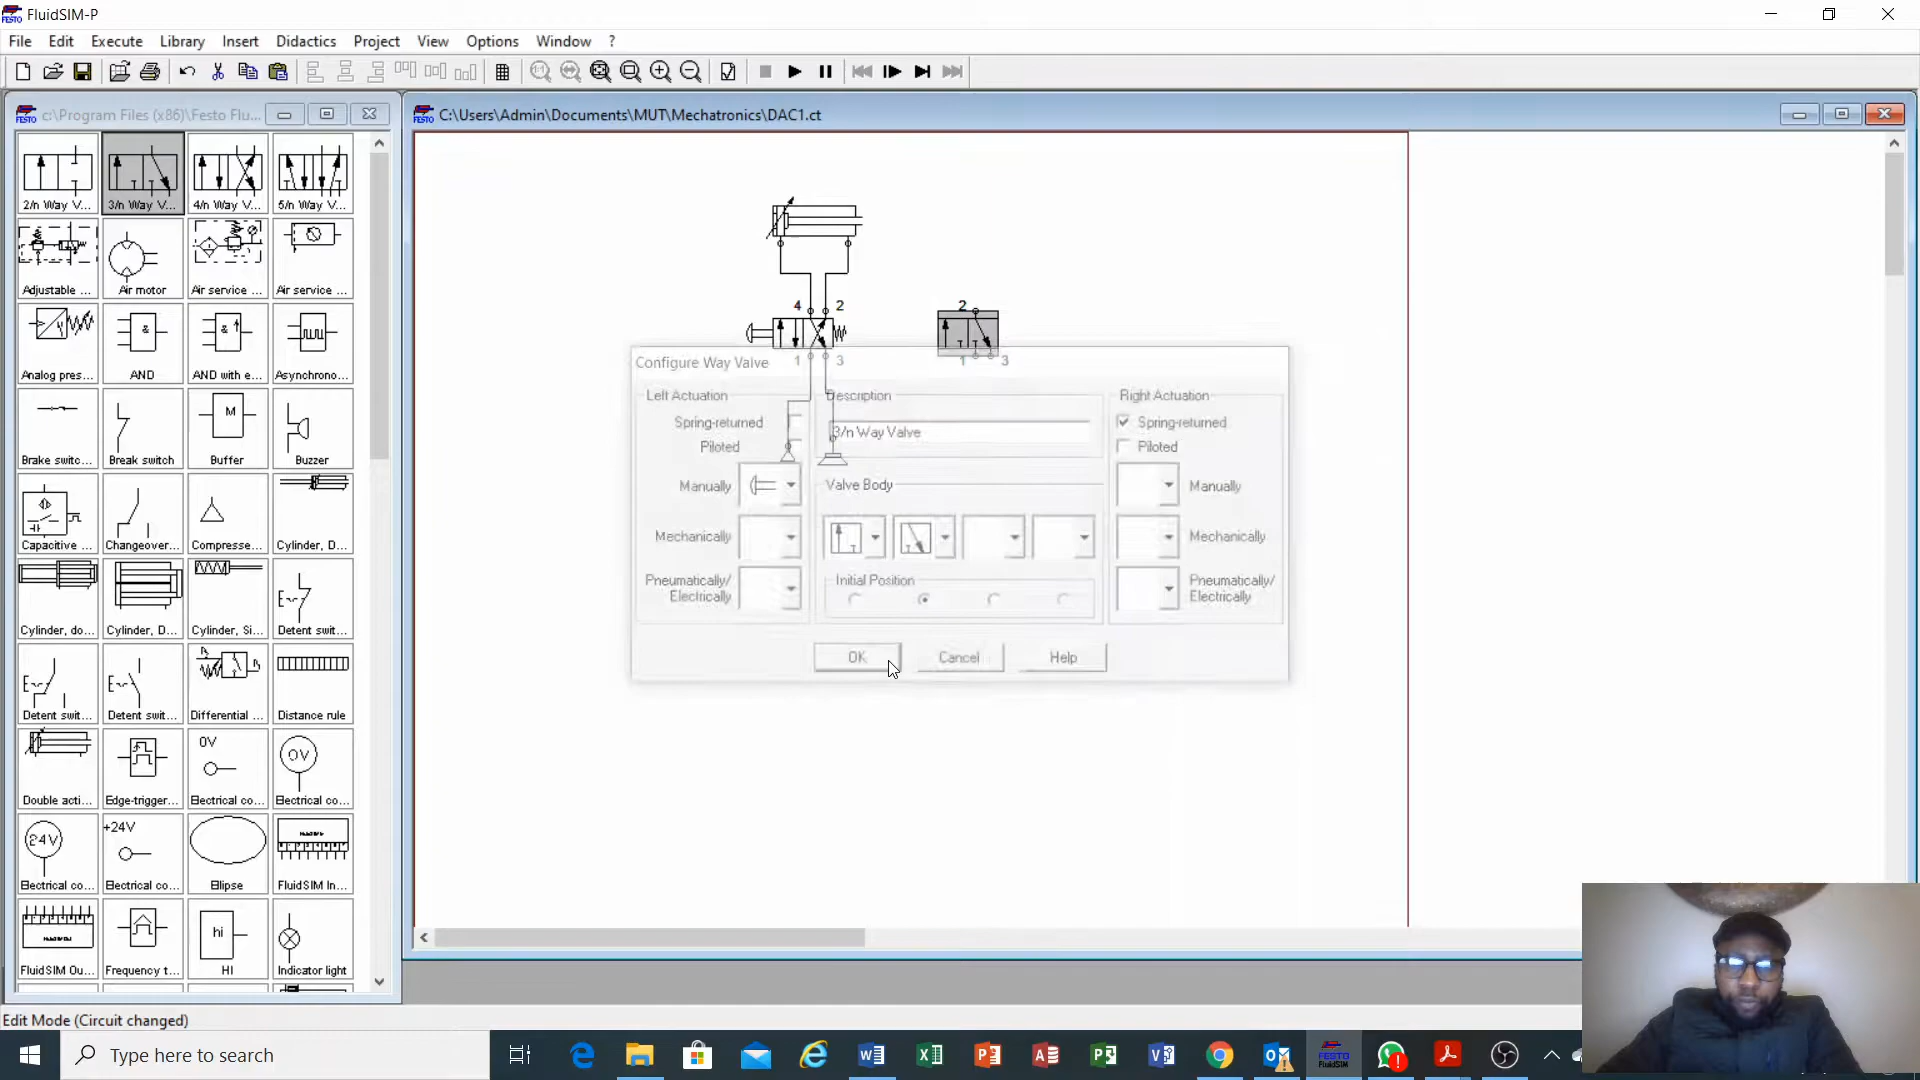 FluidSIM-P
File Edit Execute Library Insert Didactics Project View Options Window ?
c:\Program Files (x86)\Festo Flu...
C:\Users\Admin\Documents\MUT\Mechatronics\DAC1.ct
2/n Way V... 3/n Way V... 4/n Way V... 5/n Way V...
Adjustable ... Air motor Air service ... Air service ...
Analog pres... AND AND with e... Asynchrono...
Brake switc... Break switch Buffer Buzzer
Capacitive ... Changeover... Compresse... Cylinder, D...
Cylinder, do... Cylinder, D... Cylinder, Si... Detent swit...
Detent swit... Detent swit... Differential ... Distance rule
Double acti... Edge-trigger... Electrical co... Electrical co...
Electrical co... Electrical co... Ellipse FluidSIM In...
FluidSIM Ou... Frequency t... HI Indicator light
& & M 0V 0V 24V +24V hi
4 2
1 3
2
1 3
Configure Way Valve
Left Actuation Description Right Actuation
Spring-returned 3/n Way Valve Spring-returned
Piloted Piloted
Manually Valve Body Manually
Mechanically Mechanically
Pneumatically/ Initial Position Pneumatically/
Electrically Electrically
OK Cancel Help
Edit Mode (Circuit changed)
Type here to search
FESTO
FluidSIM